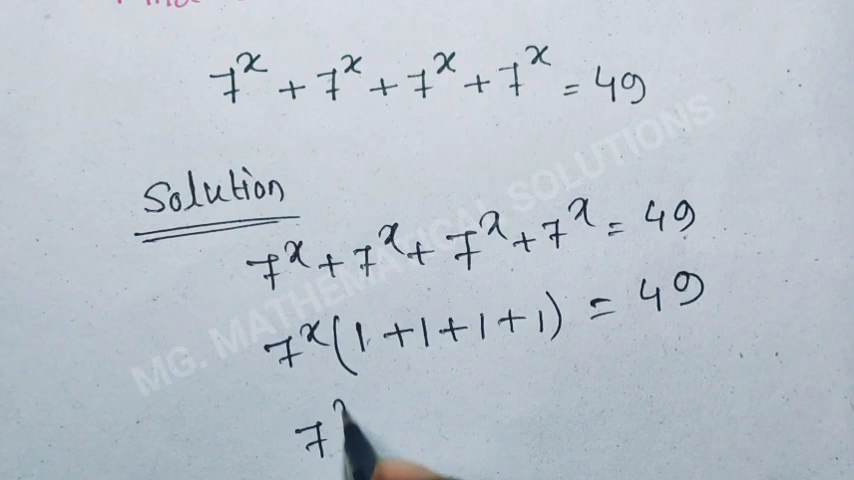 7^x + 7^x + 7^x + 7^x = 49
Solution
7^x + 7^x + 7^x + 7^x = 49
7^x (1 + 1 + 1 + 1) = 49
7
MG. MATHEMATICAL SOLUTIONS